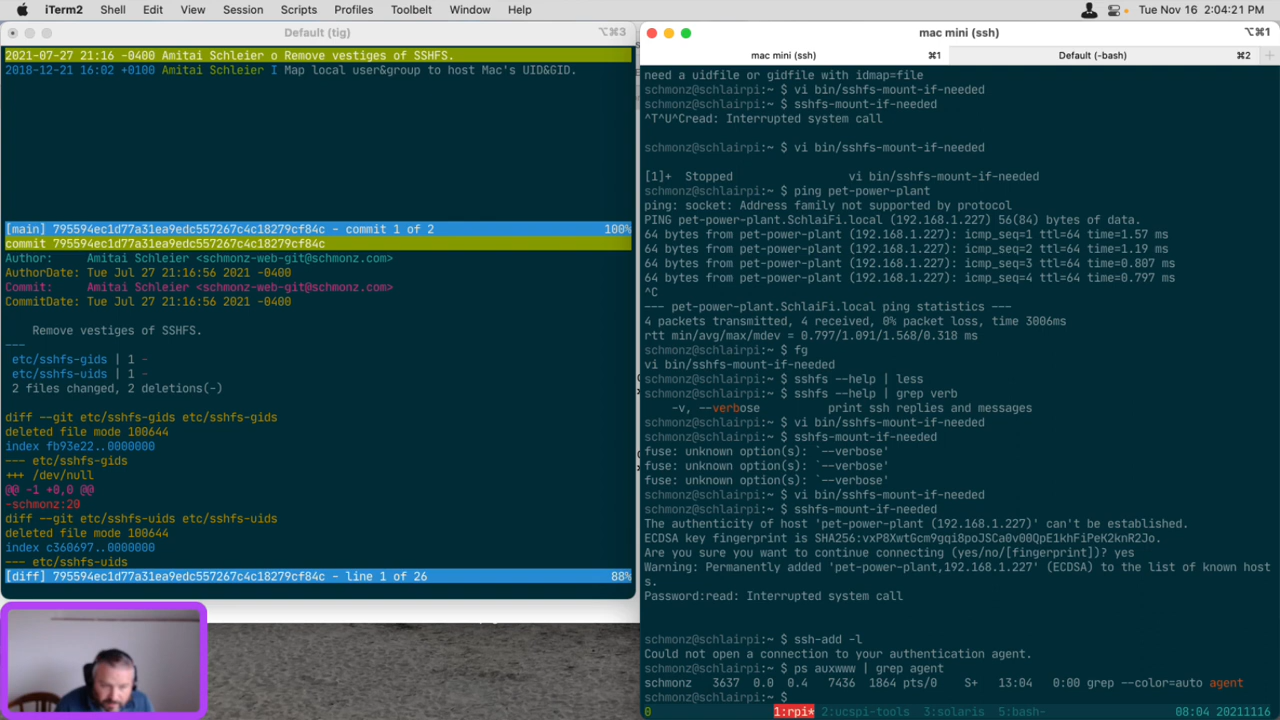 iTerm2 Shell Edit View Session Scripts Profiles Toolbelt Window Help Tue Nov 16 2:04:21 PM
Default (tig) ⌥⌘3
2021-07-27 21:16 -0400 Amitai Schleier o Remove vestiges of SSHFS.
2018-12-21 16:02 +0100 Amitai Schleier I Map local user&group to host Mac's UID&GID.
[main] 795594ec1d77a31ea9edc557267c4c18279cf84c - commit 1 of 2 100%
commit 795594ec1d77a31ea9edc557267c4c18279cf84c
Author: Amitai Schleier <schmonz-web-git@schmonz.com>
AuthorDate: Tue Jul 27 21:16:56 2021 -0400
Commit: Amitai Schleier <schmonz-web-git@schmonz.com>
CommitDate: Tue Jul 27 21:16:56 2021 -0400
Remove vestiges of SSHFS.
---
etc/sshfs-gids | 1 -
etc/sshfs-uids | 1 -
2 files changed, 2 deletions(-)
diff --git etc/sshfs-gids etc/sshfs-gids
deleted file mode 100644
index fb93e22..0000000
--- etc/sshfs-gids
+++ /dev/null
@@ -1 +0,0 @@
-schmonz:20
diff --git etc/sshfs-uids etc/sshfs-uids
deleted file mode 100644
index c360697..0000000
--- etc/sshfs-uids
[diff] 795594ec1d77a31ea9edc557267c4c18279cf84c - line 1 of 26 88%
mac mini (ssh) ⌥⌘1
mac mini (ssh) ⌘1 Default (-bash) ⌘2 +
need a uidfile or gidfile with idmap=file
schmonz@schlairpi:~ $ vi bin/sshfs-mount-if-needed
schmonz@schlairpi:~ $ sshfs-mount-if-needed
^T^U^Cread: Interrupted system call
schmonz@schlairpi:~ $ vi bin/sshfs-mount-if-needed
[1]+ Stopped vi bin/sshfs-mount-if-needed
schmonz@schlairpi:~ $ ping pet-power-plant
ping: socket: Address family not supported by protocol
PING pet-power-plant.SchlaiFi.local (192.168.1.227) 56(84) bytes of data.
64 bytes from pet-power-plant (192.168.1.227): icmp_seq=1 ttl=64 time=1.57 ms
64 bytes from pet-power-plant (192.168.1.227): icmp_seq=2 ttl=64 time=1.19 ms
64 bytes from pet-power-plant (192.168.1.227): icmp_seq=3 ttl=64 time=0.807 ms
64 bytes from pet-power-plant (192.168.1.227): icmp_seq=4 ttl=64 time=0.797 ms
^C
--- pet-power-plant.SchlaiFi.local ping statistics ---
4 packets transmitted, 4 received, 0% packet loss, time 3006ms
rtt min/avg/max/mdev = 0.797/1.091/1.568/0.318 ms
schmonz@schlairpi:~ $ fg
vi bin/sshfs-mount-if-needed
schmonz@schlairpi:~ $ sshfs --help | less
schmonz@schlairpi:~ $ sshfs --help | grep verb
-v, --verbose print ssh replies and messages
schmonz@schlairpi:~ $ vi bin/sshfs-mount-if-needed
schmonz@schlairpi:~ $ sshfs-mount-if-needed
fuse: unknown option(s): `--verbose'
fuse: unknown option(s): `--verbose'
fuse: unknown option(s): `--verbose'
schmonz@schlairpi:~ $ vi bin/sshfs-mount-if-needed
schmonz@schlairpi:~ $ sshfs-mount-if-needed
The authenticity of host 'pet-power-plant (192.168.1.227)' can't be established.
ECDSA key fingerprint is SHA256:vxP8XwtGcm9gqi8poJSCa0v00QpE1khFiPeK2knR2Jo.
Are you sure you want to continue connecting (yes/no/[fingerprint])? yes
Warning: Permanently added 'pet-power-plant,192.168.1.227' (ECDSA) to the list of known host
s.
Password:read: Interrupted system call
schmonz@schlairpi:~ $ ssh-add -l
Could not open a connection to your authentication agent.
schmonz@schlairpi:~ $ ps auxwww | grep agent
schmonz 3637 0.0 0.4 7436 1864 pts/0 S+ 13:04 0:00 grep --color=auto agent
schmonz@schlairpi:~ $
0 1:rpi* 2:ucspi-tools 3:solaris 5:bash- 08:04 20211116